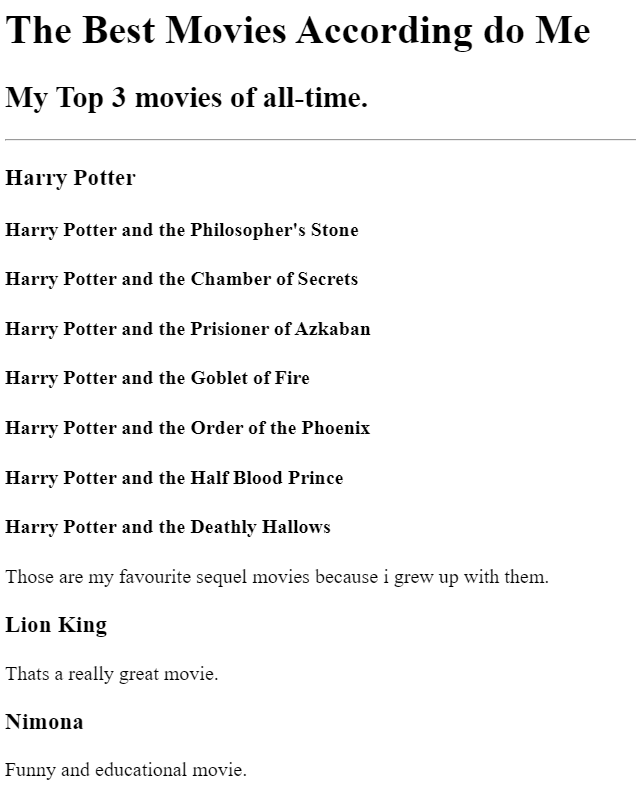 The Best Movies According do Me
My Top 3 movies of all-time.
Harry Potter
Harry Potter and the Philosopher's Stone
Harry Potter and the Chamber of Secrets
Harry Potter and the Prisioner of Azkaban
Harry Potter and the Goblet of Fire
Harry Potter and the Order of the Phoenix
Harry Potter and the Half Blood Prince
Harry Potter and the Deathly Hallows
Those are my favourite sequel movies because i grew up with them.
Lion King
Thats a really great movie.
Nimona
Funny and educational movie.